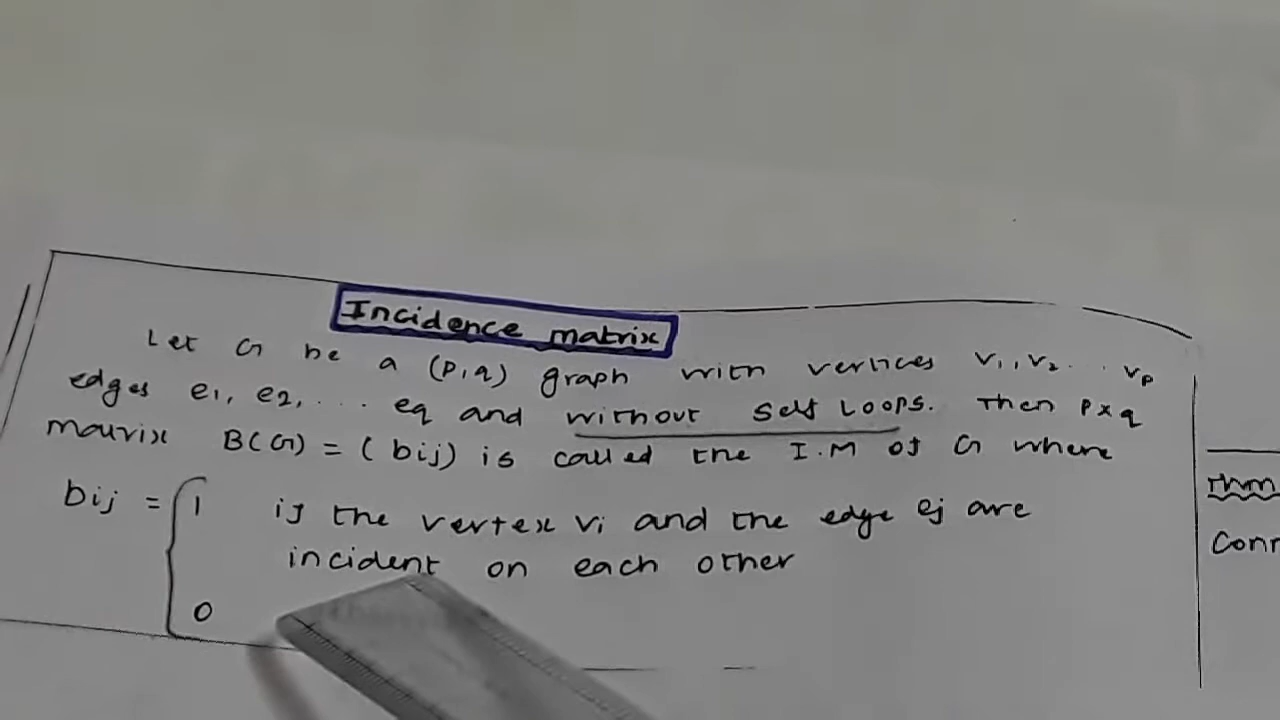 Incidence matrix
Let G be a (p,q) graph with vertices v1, v2 . . . vp
edges e1, e2, . . . eq and without self loops. Then p x q
matrix B(G) = (bij) is called the I.M of G where
bij = { 1 if the vertex vi and the edge ej are
incident on each other
0
Thm
Conn